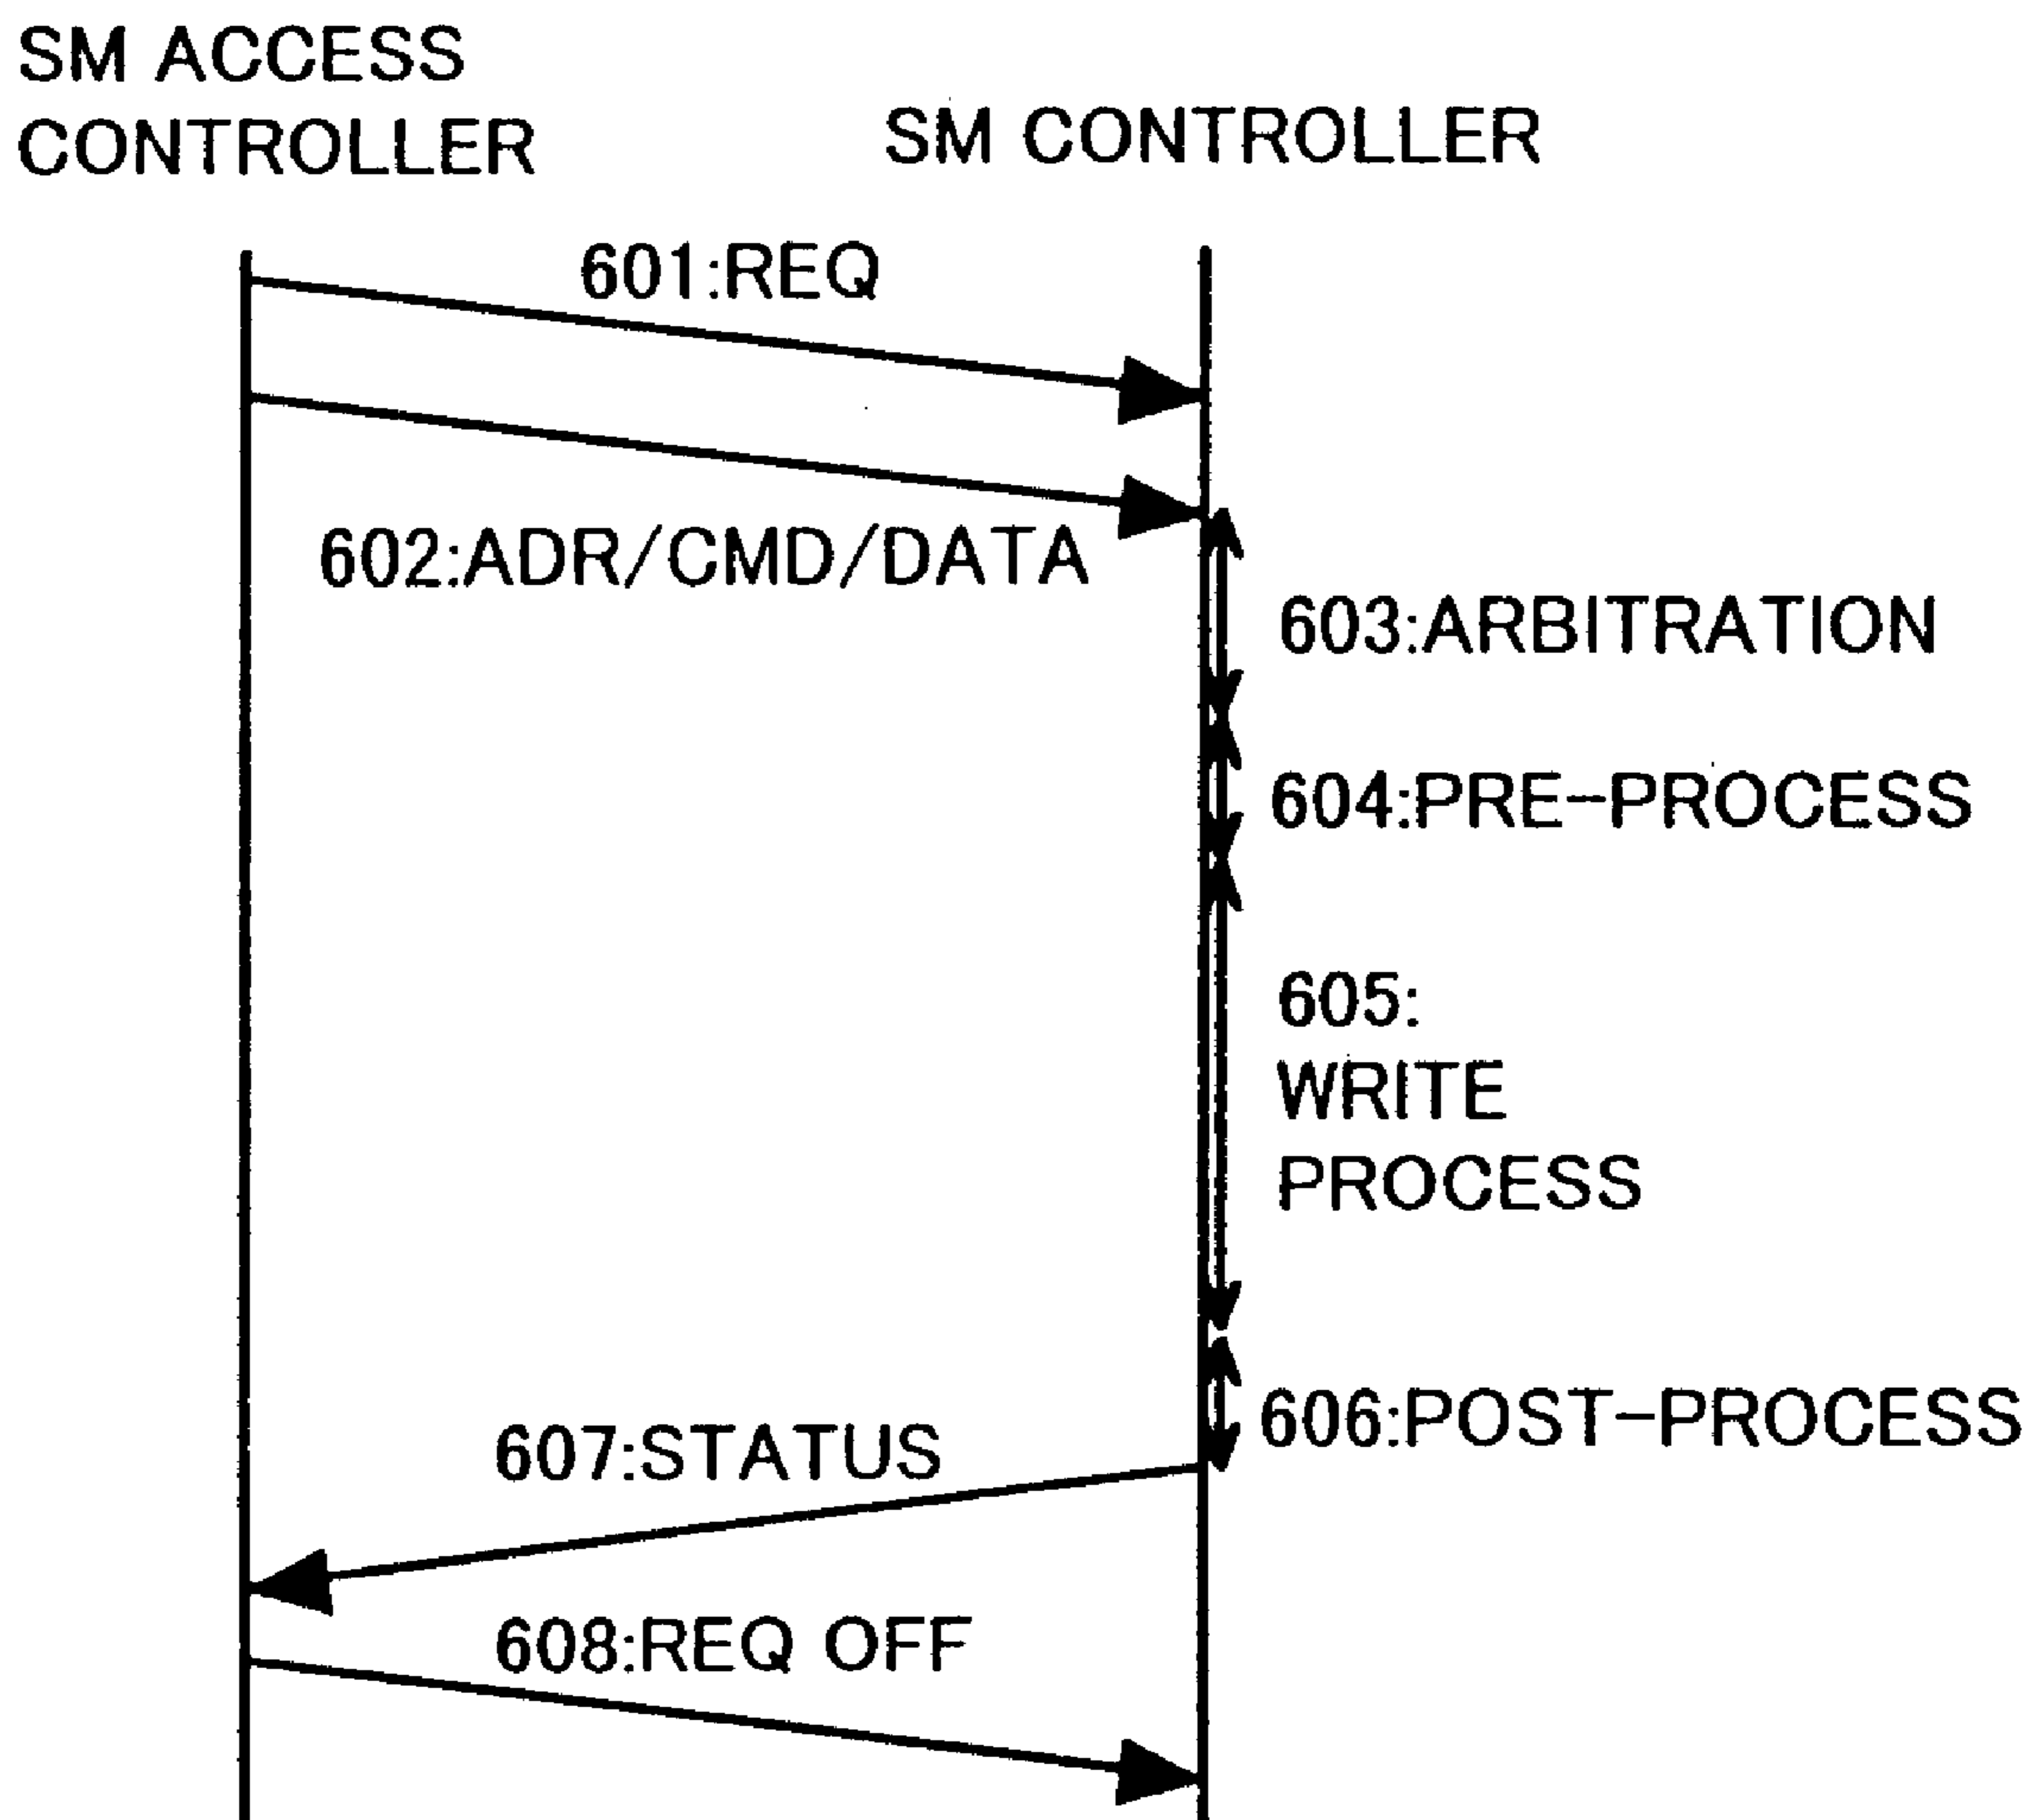 SM ACCESS
CONTROLLER
SM CONTROLLER
601:REQ
602:ADR/CMD/DATA
603:ARBITRATION
604:PRE-PROCESS
605:
WRITE
PROCESS
606:POST-PROCESS
607:STATUS
608:REQ OFF